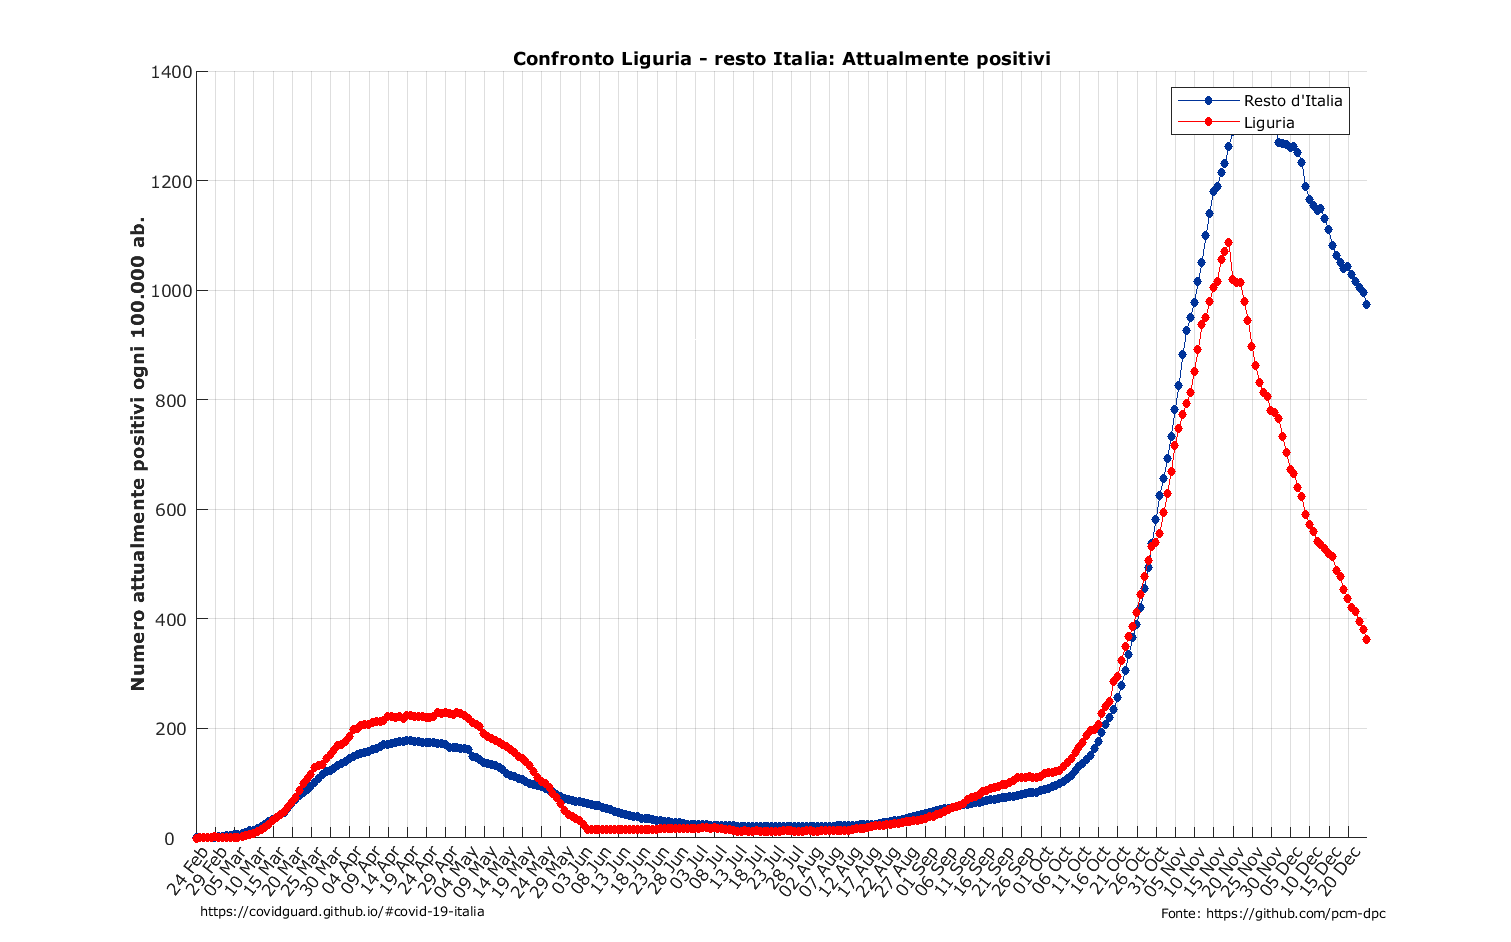 Confronto Liguria - resto Italia: Attualmente positivi
Numero attualmente positivi ogni 100.000 ab.
1400
1200
1000
800
600
400
200
0
Resto d'Italia
Liguria
24 Feb
29 Feb
05 Mar
10 Mar
15 Mar
20 Mar
25 Mar
30 Mar
04 Apr
09 Apr
14 Apr
19 Apr
24 Apr
29 Apr
04 May
09 May
14 May
19 May
24 May
29 May
03 Jun
08 Jun
13 Jun
18 Jun
23 Jun
28 Jun
03 Jul
08 Jul
13 Jul
18 Jul
23 Jul
28 Jul
02 Aug
07 Aug
12 Aug
17 Aug
22 Aug
27 Aug
01 Sep
06 Sep
11 Sep
16 Sep
21 Sep
26 Sep
01 Oct
06 Oct
11 Oct
16 Oct
21 Oct
26 Oct
31 Oct
05 Nov
10 Nov
15 Nov
20 Nov
25 Nov
30 Nov
05 Dec
10 Dec
15 Dec
20 Dec
https://covidguard.github.io/#covid-19-italia
Fonte: https://github.com/pcm-dpc